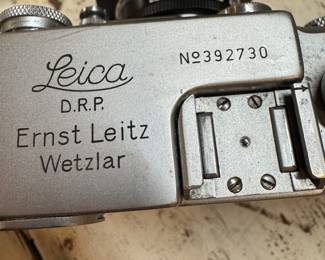 Leica
D.R.P.
Ernst Leitz
Wetzlar
№392730